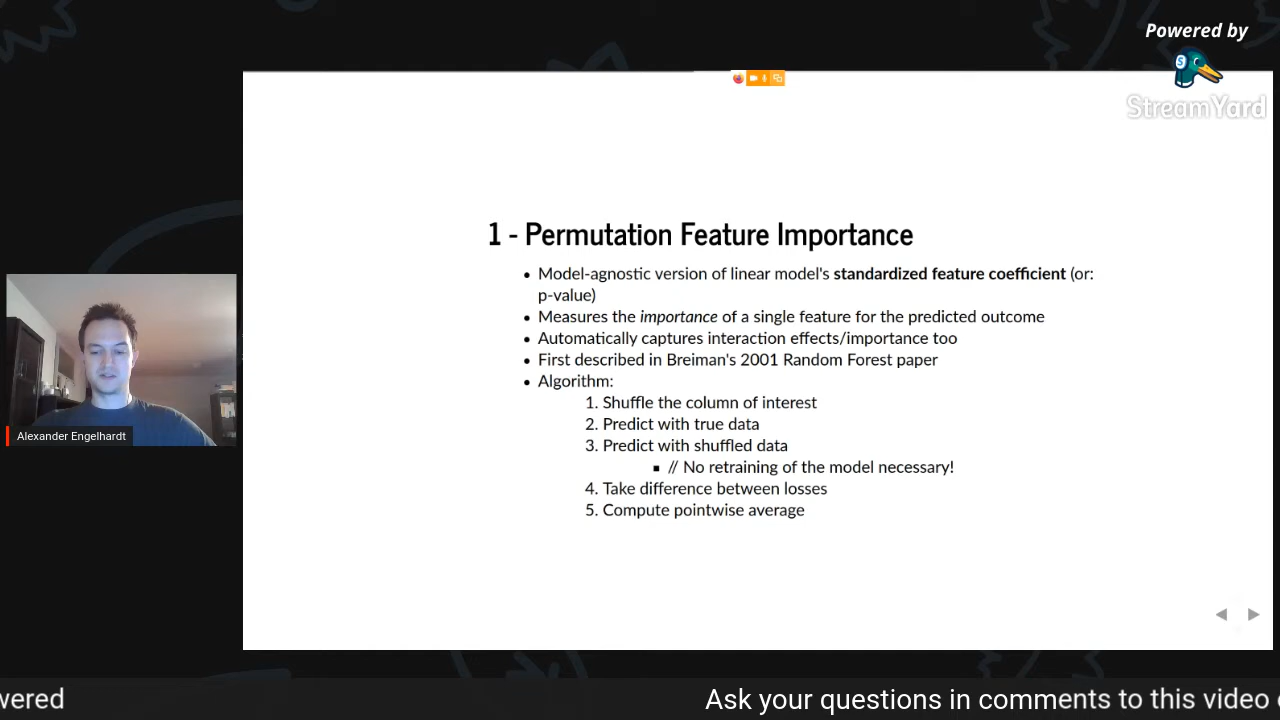 Powered by
StreamYard
1 - Permutation Feature Importance
• Model-agnostic version of linear model's standardized feature coefficient (or:
p-value)
• Measures the importance of a single feature for the predicted outcome
• Automatically captures interaction effects/importance too
• First described in Breiman's 2001 Random Forest paper
• Algorithm:
1. Shuffle the column of interest
2. Predict with true data
3. Predict with shuffled data
▪ // No retraining of the model necessary!
4. Take difference between losses
5. Compute pointwise average
Alexander Engelhardt
wered
Ask your questions in comments to this video